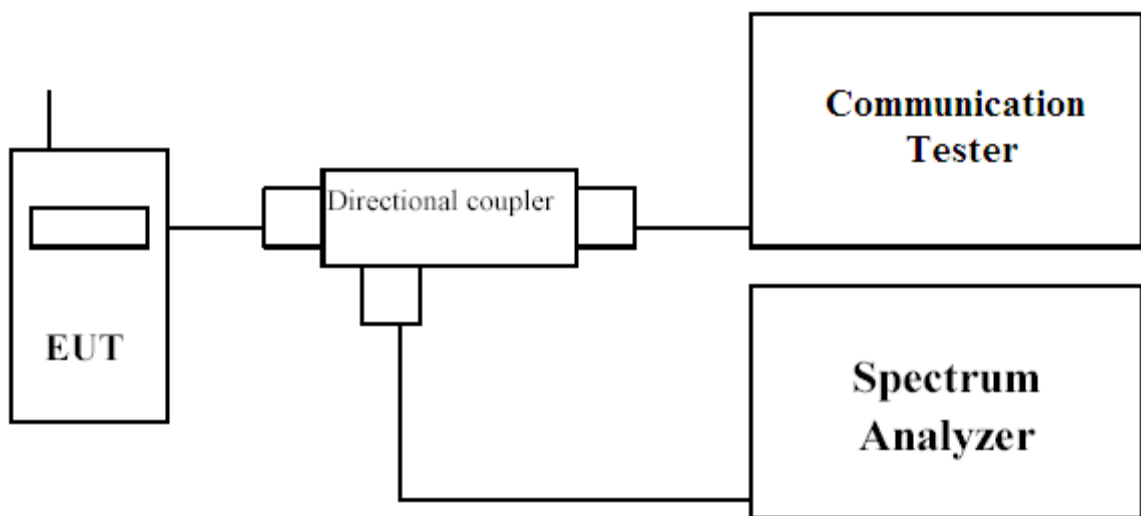 Communication
Tester
Directional coupler
EUT
Spectrum
Analyzer